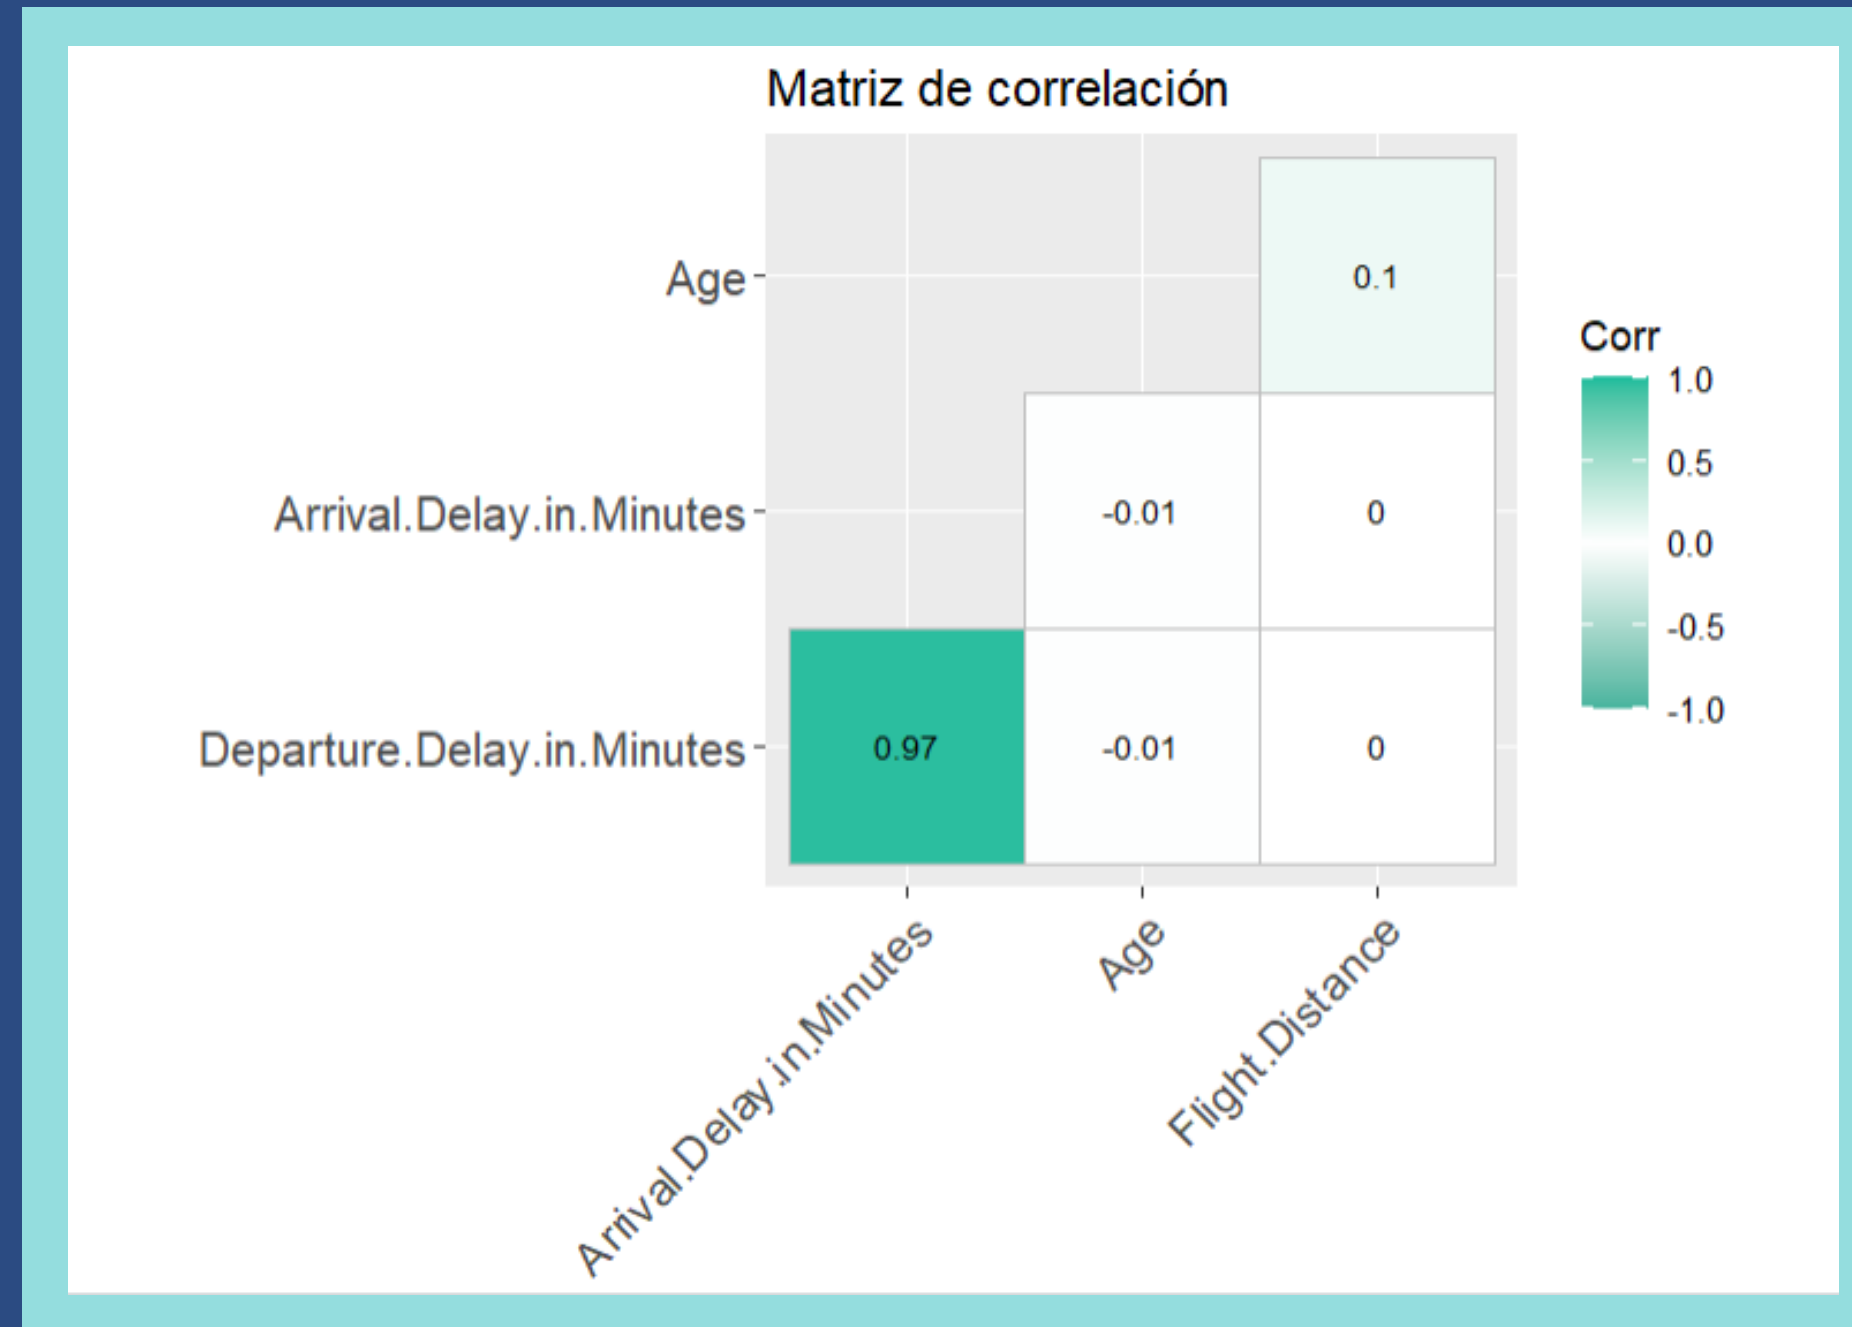 Matriz de correlación
Age
0.1
Arrival.Delay.in.Minutes
-0.01
0
Departure.Delay.in.Minutes
0.97
-0.01
0
Arrival.Delay.in.Minutes
Age
Flight.Distance
Corr
1.0
0.5
0.0
-0.5
-1.0